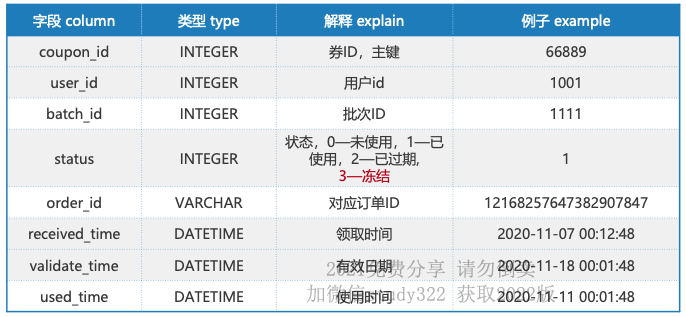 字段 column 类型 type 解释 explain 例子 example
coupon_id INTEGER 券ID，主键 66889
user_id INTEGER 用户id 1001
batch_id INTEGER 批次ID 1111
status INTEGER 状态，0—未使用，1—已使用，2—已过期, 3—冻结 1
order_id VARCHAR 对应订单ID 12168257647382907847
received_time DATETIME 领取时间 2020-11-07 00:12:48
validate_time DATETIME 有效日期 2020-11-18 00:01:48
used_time DATETIME 使用时间 2020-11-11 00:01:48
免费分享 请勿倒卖
加微信 获取2022版